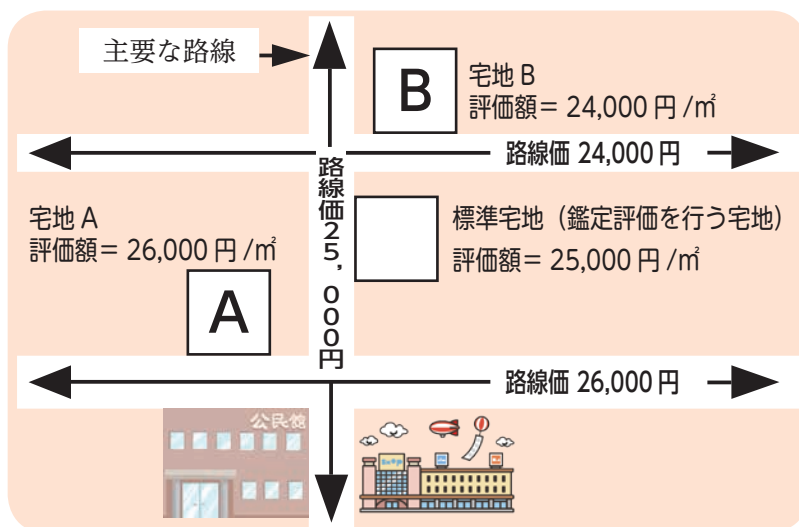 主要な路線
B
宅地 B
評価額＝ 24,000 円 /㎡
路線価 24,000 円
路線価２５，０００円
宅地 A
評価額＝ 26,000 円 /㎡
標準宅地（鑑定評価を行う宅地）
評価額＝ 25,000 円 /㎡
A
路線価 26,000 円
公民館